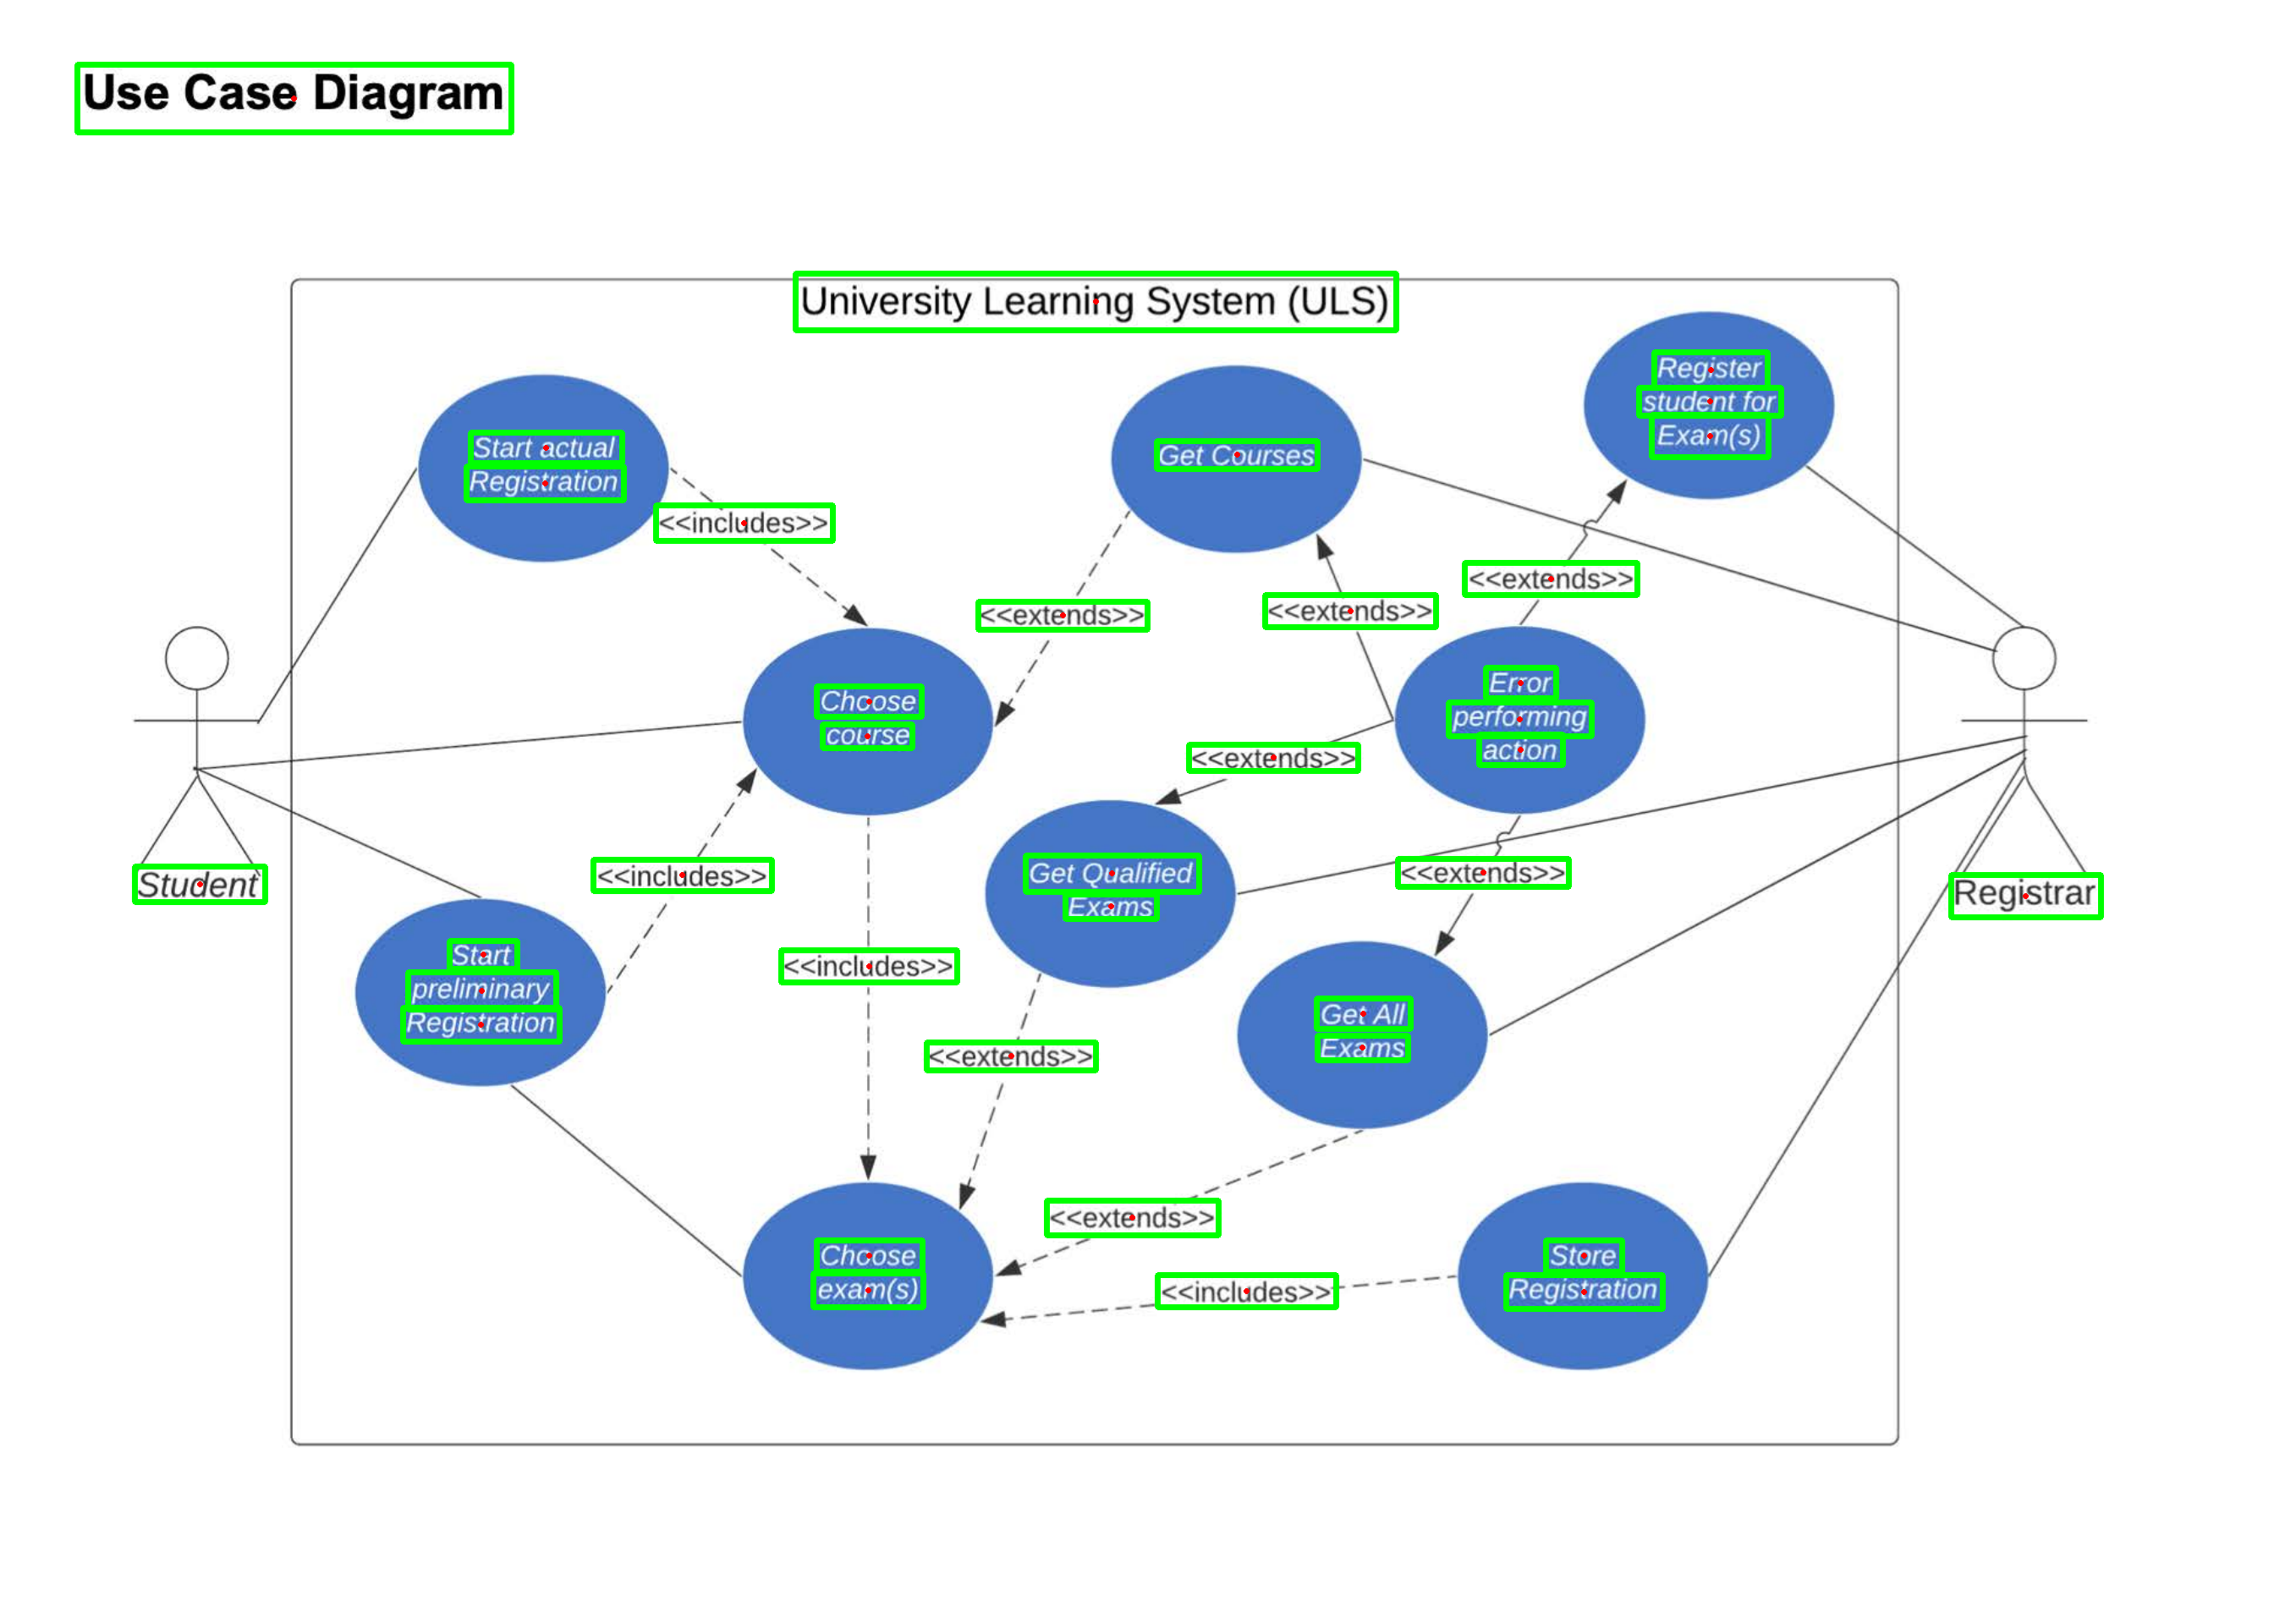 Use Case Diagram
University Learning System (ULS)
Register
student for
Exam(s)
Start actual
Registration
Get Courses
<<includes>>
<<extends>>
<<extends>>
<<extends>>
Choose
course
Error
performing
action
<<extends>>
<<includes>>
Get Qualified
Exams
<<extends>>
Student
Registrar
Start
preliminary
Registration
<<includes>>
Get All
Exams
<<extends>>
<<extends>>
Choose
exam(s)
<<includes>>
Store
Registration